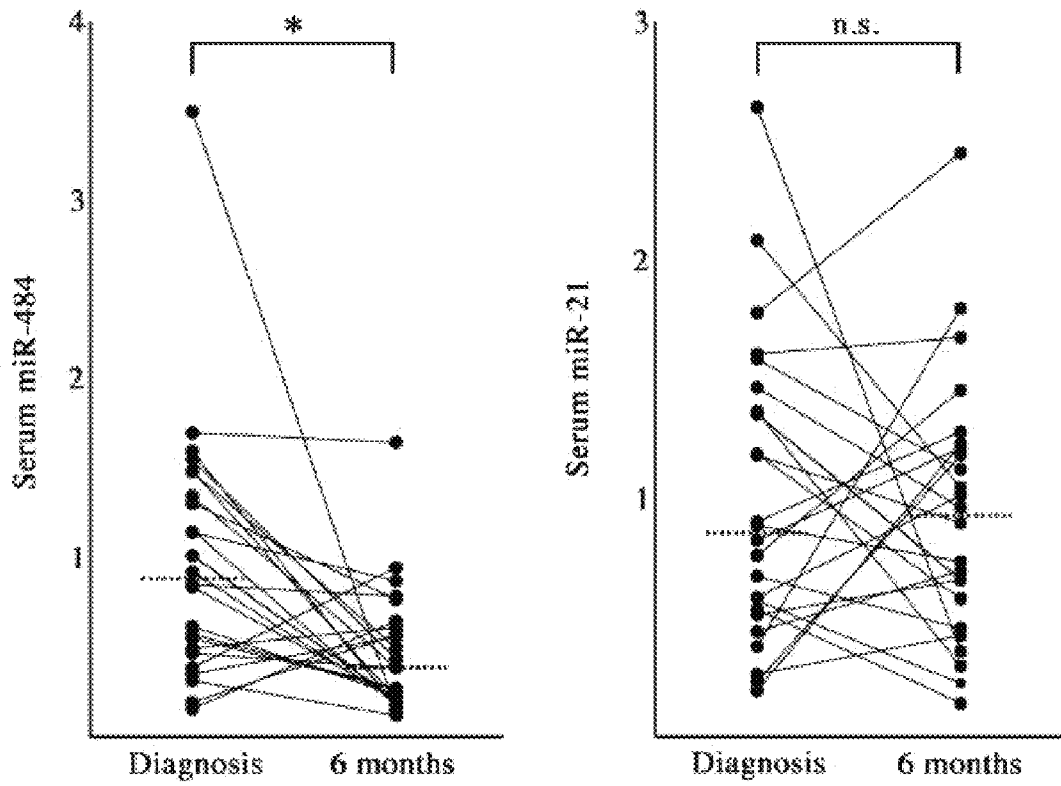 Serum miR-484
4
3
2
1
*
Diagnosis
6 months
Serum miR-21
3
2
1
n.s.
Diagnosis
6 months